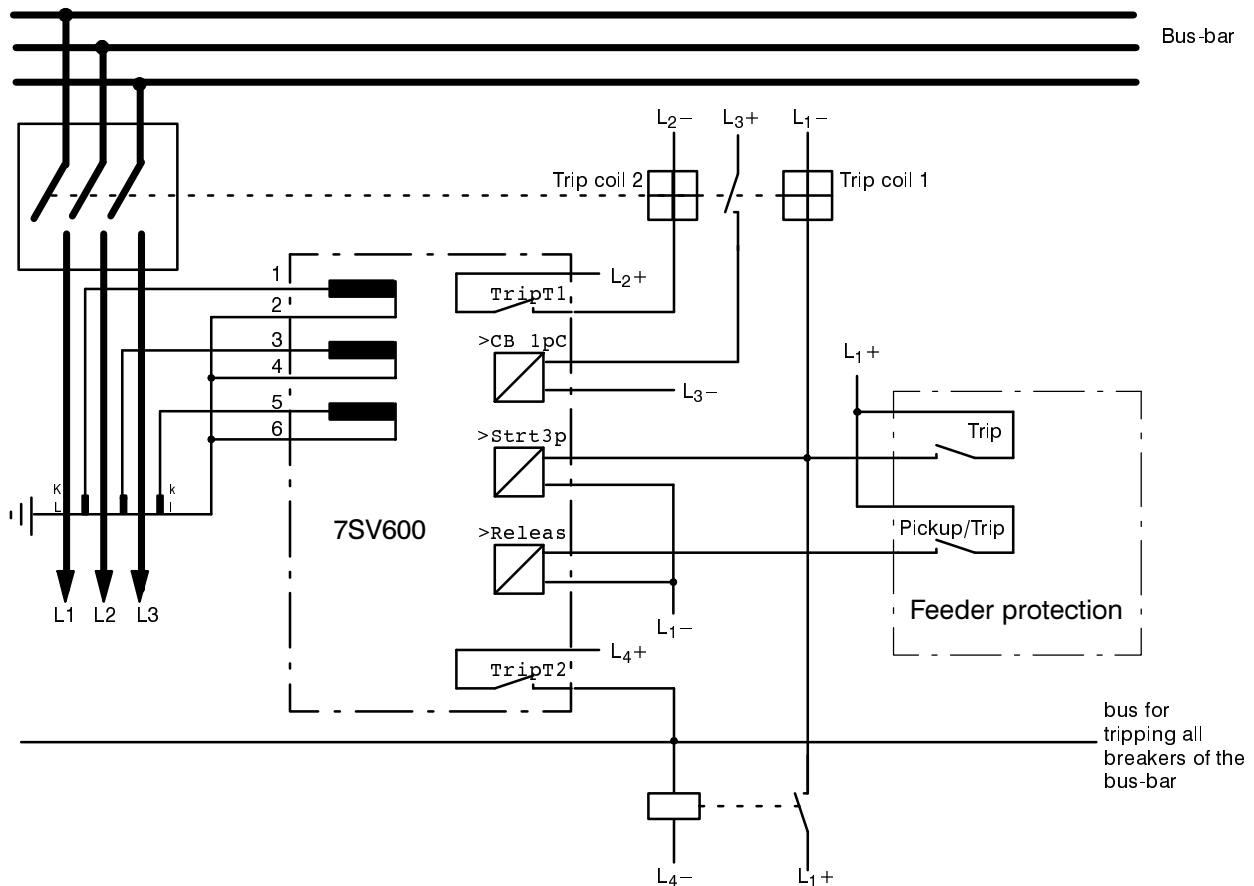 Bus-bar
L2− L3+ L1−
Trip coil 2
Trip coil 1
1
2
3
4
5
6
TripT1
L2+
>CB 1pC
L3−
L1+
>Strt3p
Trip
K
L
k
l
7SV600
>Releas
Pickup/Trip
Feeder protection
L1 L2 L3
L1−
L4+
TripT2
bus for
tripping all
breakers of the
bus-bar
L4−
L1+